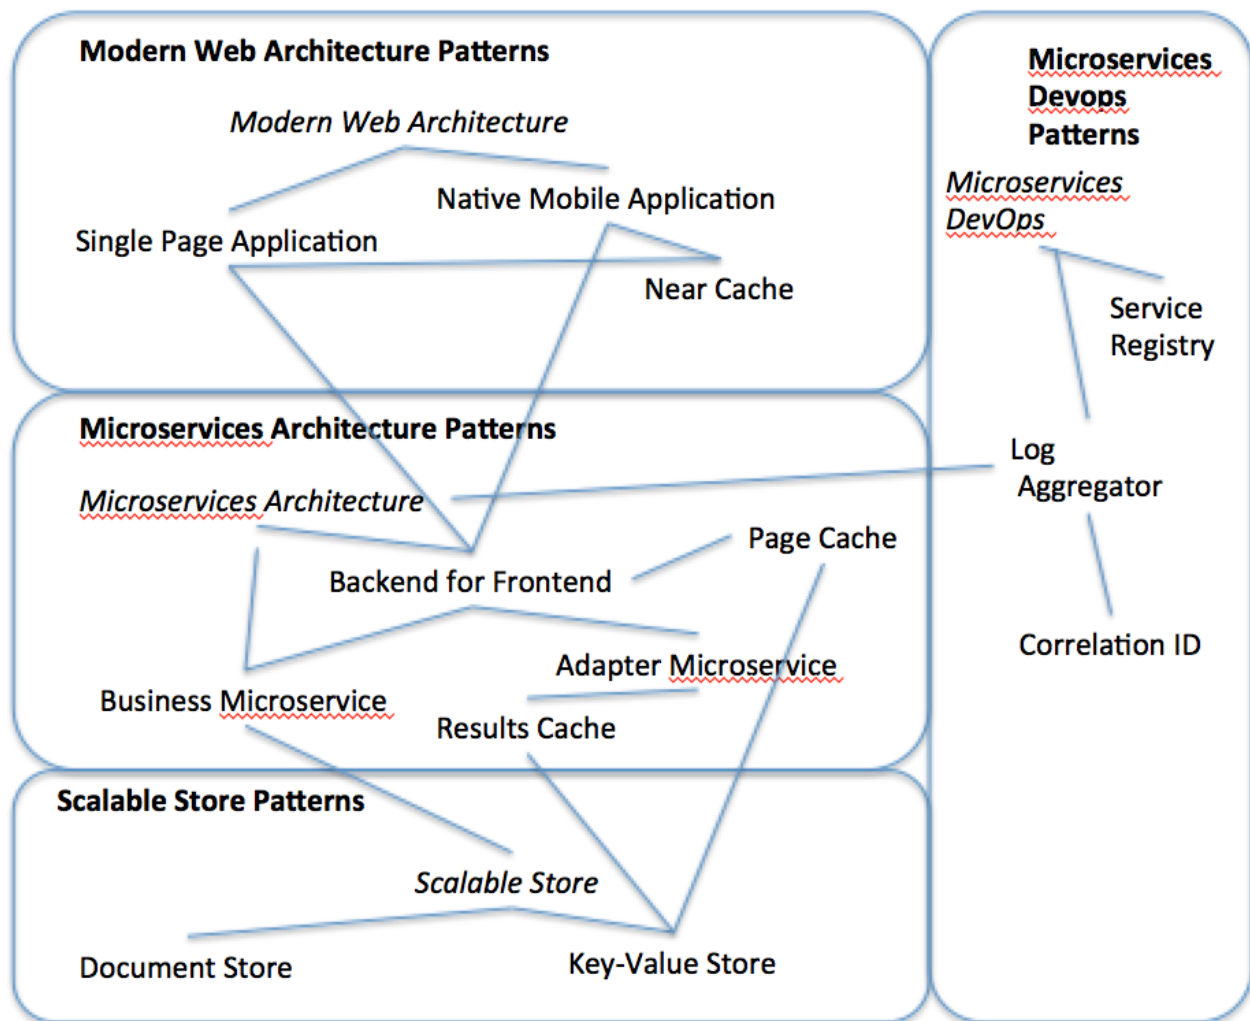 Modern Web Architecture Patterns
Modern Web Architecture
Native Mobile Application
Single Page Application
Near Cache
Microservices Architecture Patterns
Microservices Architecture
Page Cache
Backend for Frontend
Adapter Microservice
Business Microservice
Results Cache
Scalable Store Patterns
Scalable Store
Document Store
Key-Value Store
Microservices
Devops
Patterns
Microservices
DevOps
Service
Registry
Log
Aggregator
Correlation ID